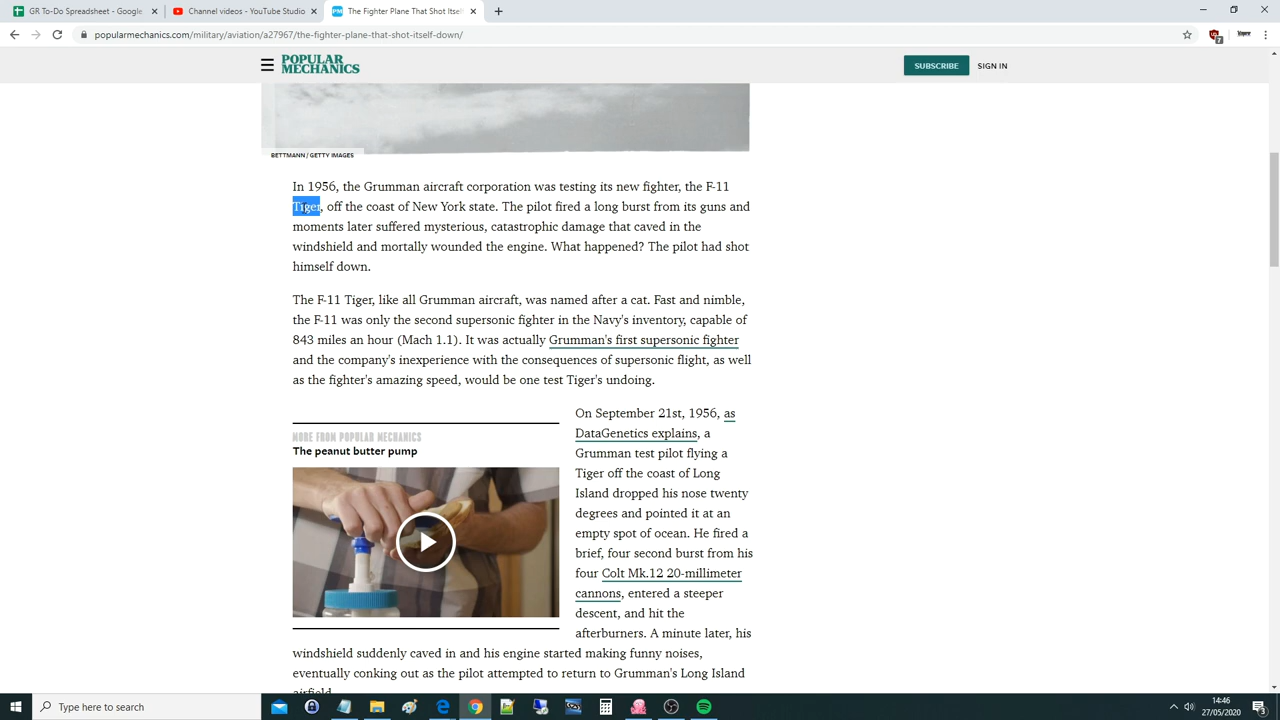 GR To-Do Spreadsheet - Google
Channel videos - YouTube Studio
The Fighter Plane That Shot Itself
popularmechanics.com/military/aviation/a27967/the-fighter-plane-that-shot-itself-down/
POPULAR
MECHANICS
SUBSCRIBE
SIGN IN
BETTMANN / GETTY IMAGES
In 1956, the Grumman aircraft corporation was testing its new fighter, the F-11
Tiger, off the coast of New York state. The pilot fired a long burst from its guns and
moments later suffered mysterious, catastrophic damage that caved in the
windshield and mortally wounded the engine. What happened? The pilot had shot
himself down.
The F-11 Tiger, like all Grumman aircraft, was named after a cat. Fast and nimble,
the F-11 was only the second supersonic fighter in the Navy's inventory, capable of
843 miles an hour (Mach 1.1). It was actually Grumman's first supersonic fighter
and the company's inexperience with the consequences of supersonic flight, as well
as the fighter's amazing speed, would be one test Tiger's undoing.
MORE FROM POPULAR MECHANICS
The peanut butter pump
On September 21st, 1956, as
DataGenetics explains, a
Grumman test pilot flying a
Tiger off the coast of Long
Island dropped his nose twenty
degrees and pointed it at an
empty spot of ocean. He fired a
brief, four second burst from his
four Colt Mk.12 20-millimeter
cannons, entered a steeper
descent, and hit the
afterburners. A minute later, his
windshield suddenly caved in and his engine started making funny noises,
eventually conking out as the pilot attempted to return to Grumman's Long Island
airfield.
Type here to search
14:46
27/05/2020